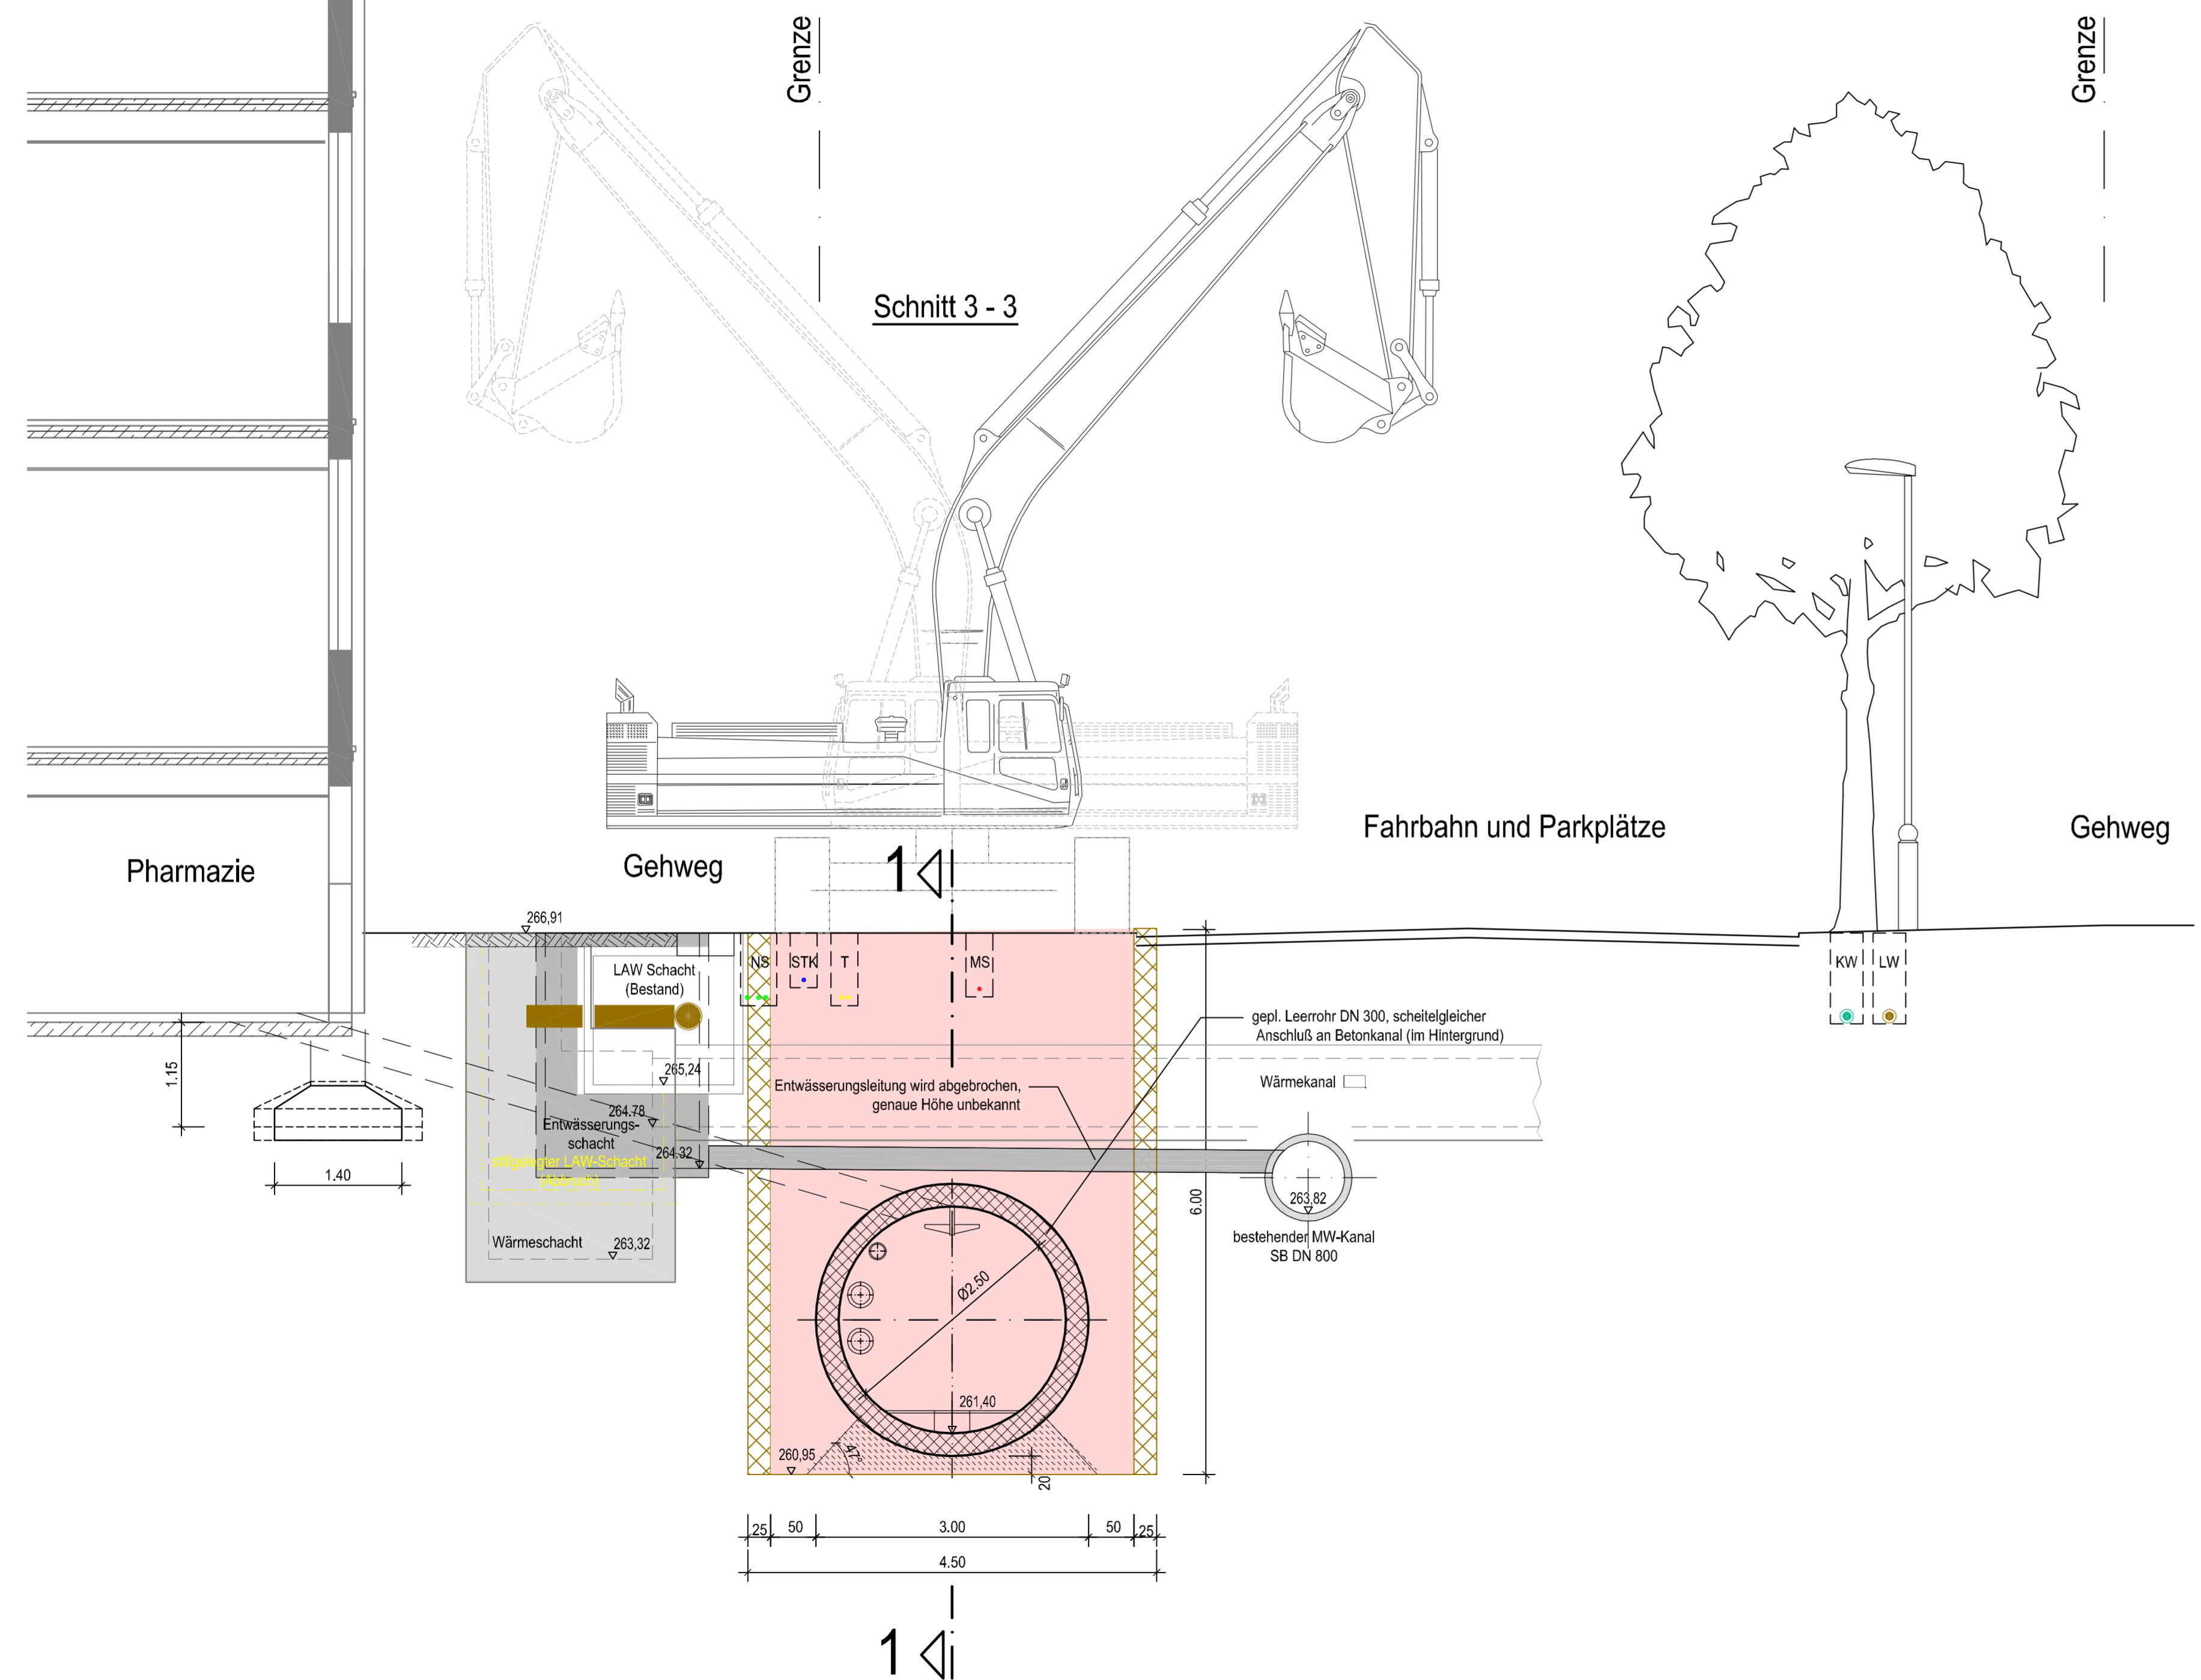 Grenze
Grenze
Schnitt 3 - 3
Fahrbahn und Parkplätze
Gehweg
Pharmazie
Gehweg
1
266,91
LAW Schacht
(Bestand)
NS
STK
T
MS
KW
LW
gepl. Leerrohr DN 300, scheitelgleicher
Anschluß an Betonkanal (im Hintergrund)
1.15
265,24
Entwässerungsleitung wird abgebrochen,
genaue Höhe unbekannt
Wärmekanal
264.78
Entwässerungs-
schacht
264.32
stillgelegter LAW-Schacht
(Abbruch)
1.40
263,82
6.00
bestehender MW-Kanal
SB DN 800
Wärmeschacht
263,32
Ø2.50
261,40
260,95
47°
20
25
50
3.00
50
25
4.50
1